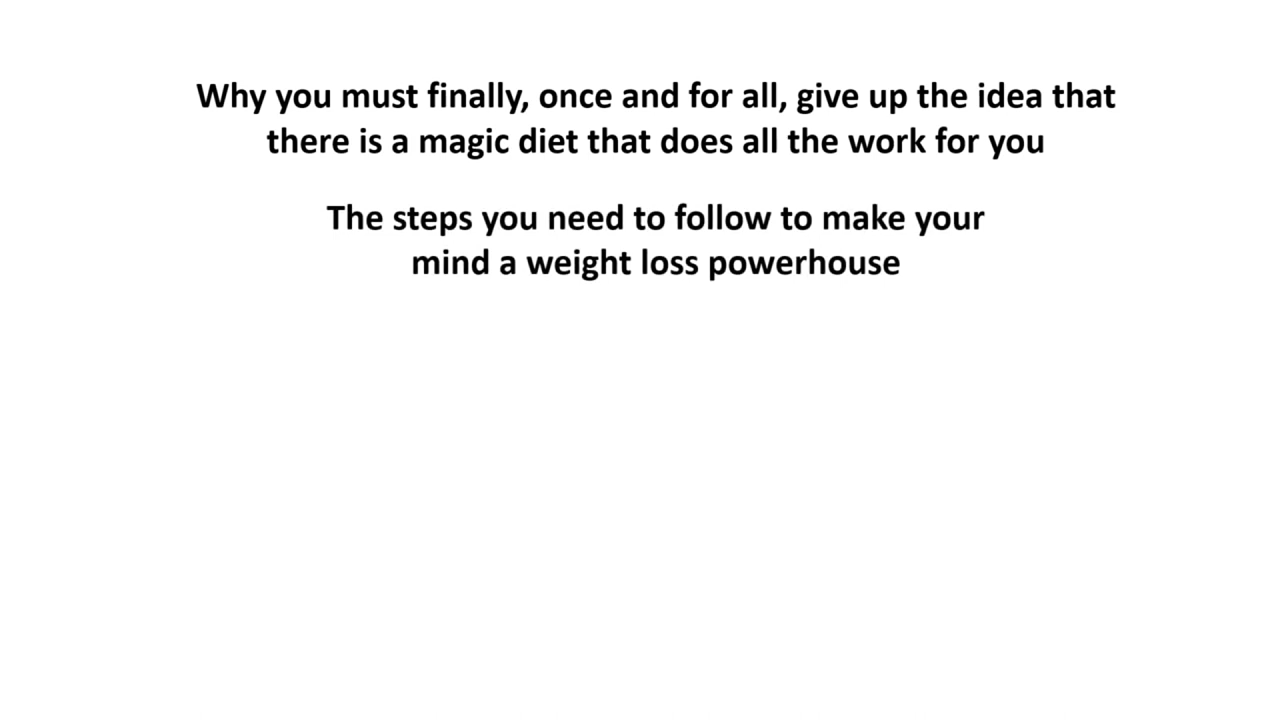 Why you must finally, once and for all, give up the idea that
there is a magic diet that does all the work for you
The steps you need to follow to make your
mind a weight loss powerhouse